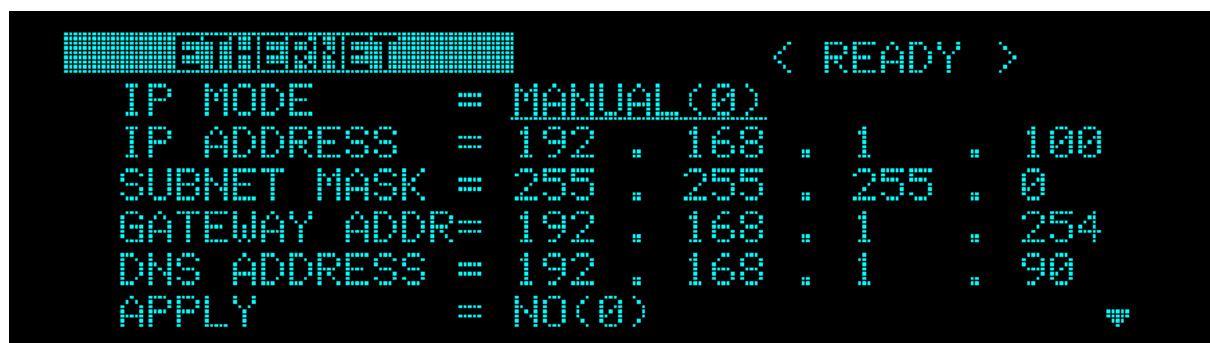 ETHERNET < READY >
IP MODE = MANUAL(0)
IP ADDRESS = 192 . 168 . 1 . 100
SUBNET MASK = 255 . 255 . 255 . 0
GATEWAY ADDR= 192 . 168 . 1 . 254
DNS ADDRESS = 192 . 168 . 1 . 90
APPLY = NO(0)